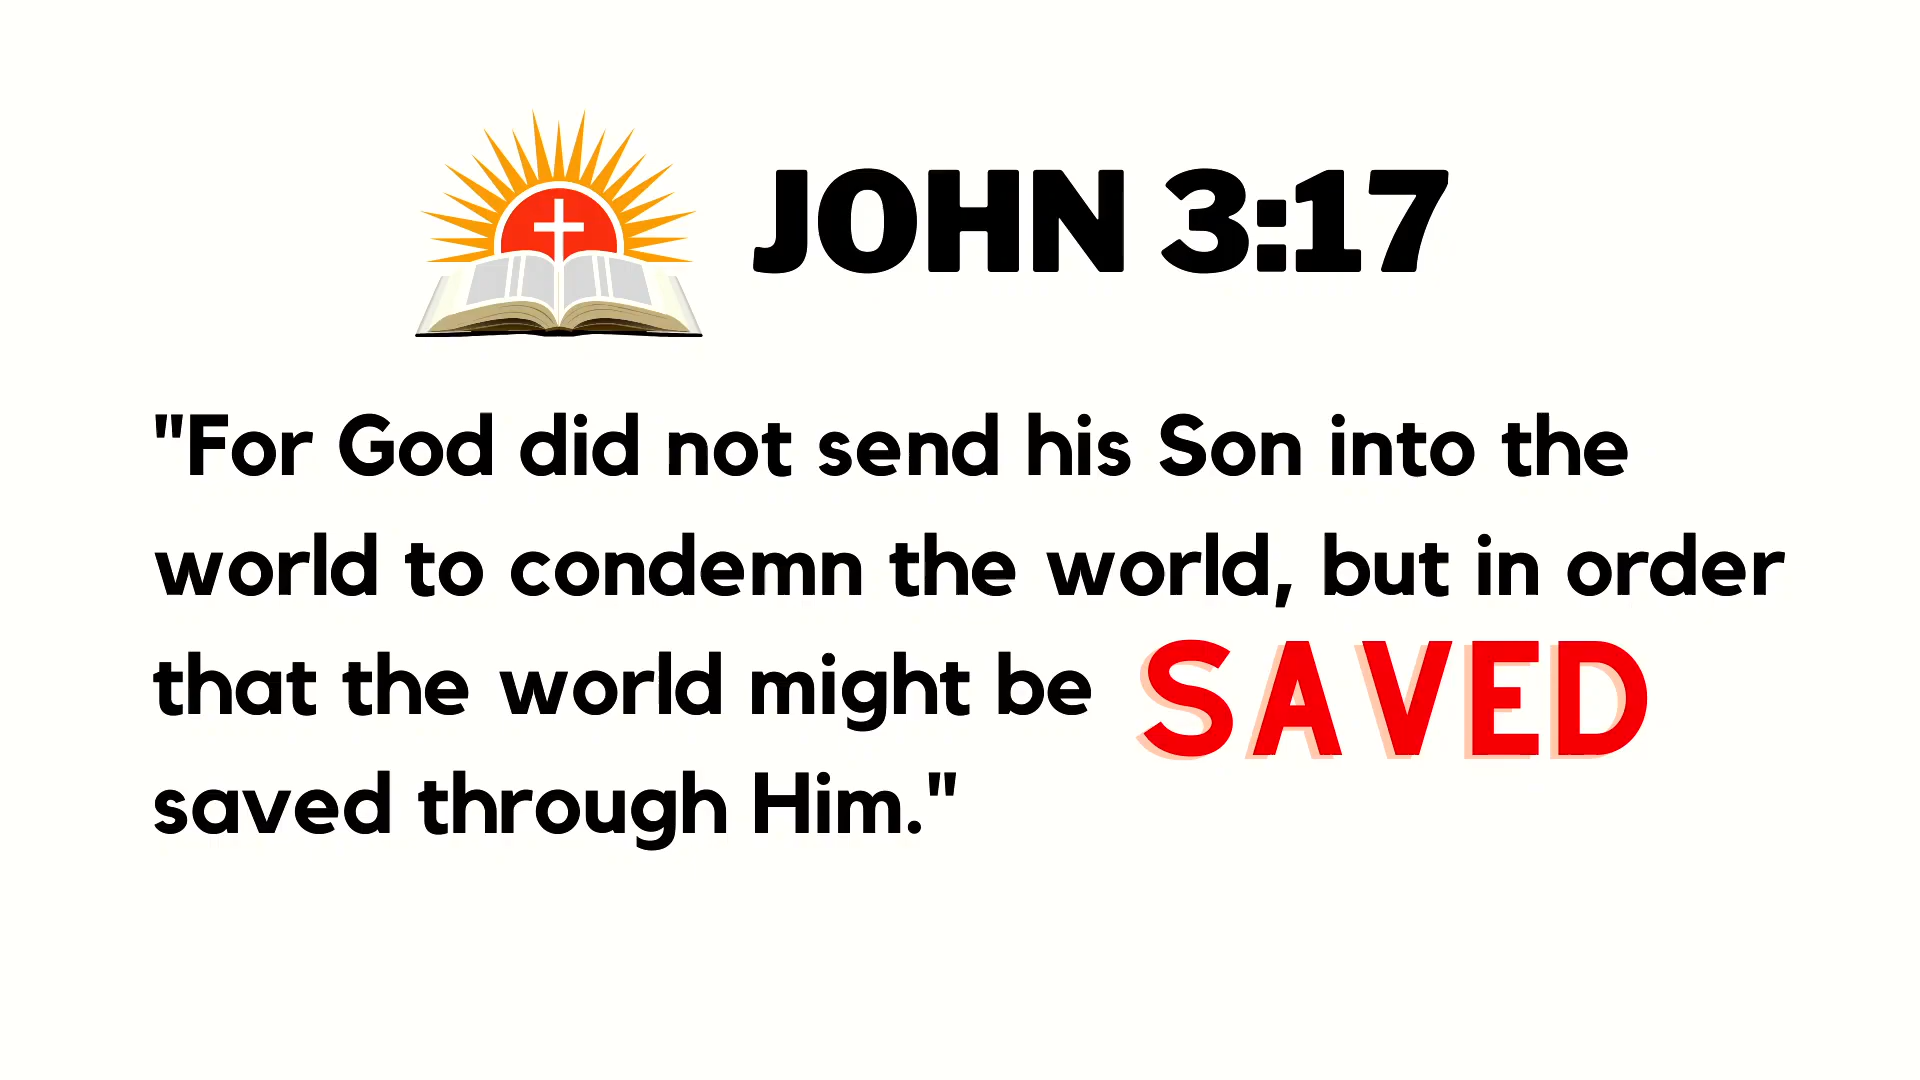 JOHN 3:17
"For God did not send his Son into the
world to condemn the world, but in order
that the world might be SAVED
saved through Him."